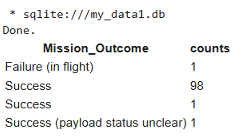 * sqlite:///my_data1.db
Done.
Mission_Outcome counts
Failure (in flight) 1
Success 98
Success 1
Success (payload status unclear) 1